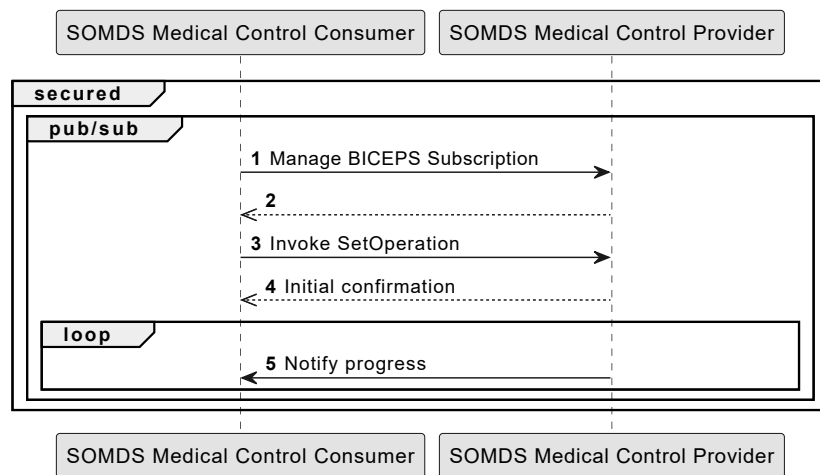 SOMDS Medical Control Consumer
SOMDS Medical Control Provider
secured
pub/sub
1 Manage BICEPS Subscription
2
3 Invoke SetOperation
4 Initial confirmation
loop
5 Notify progress
SOMDS Medical Control Consumer
SOMDS Medical Control Provider